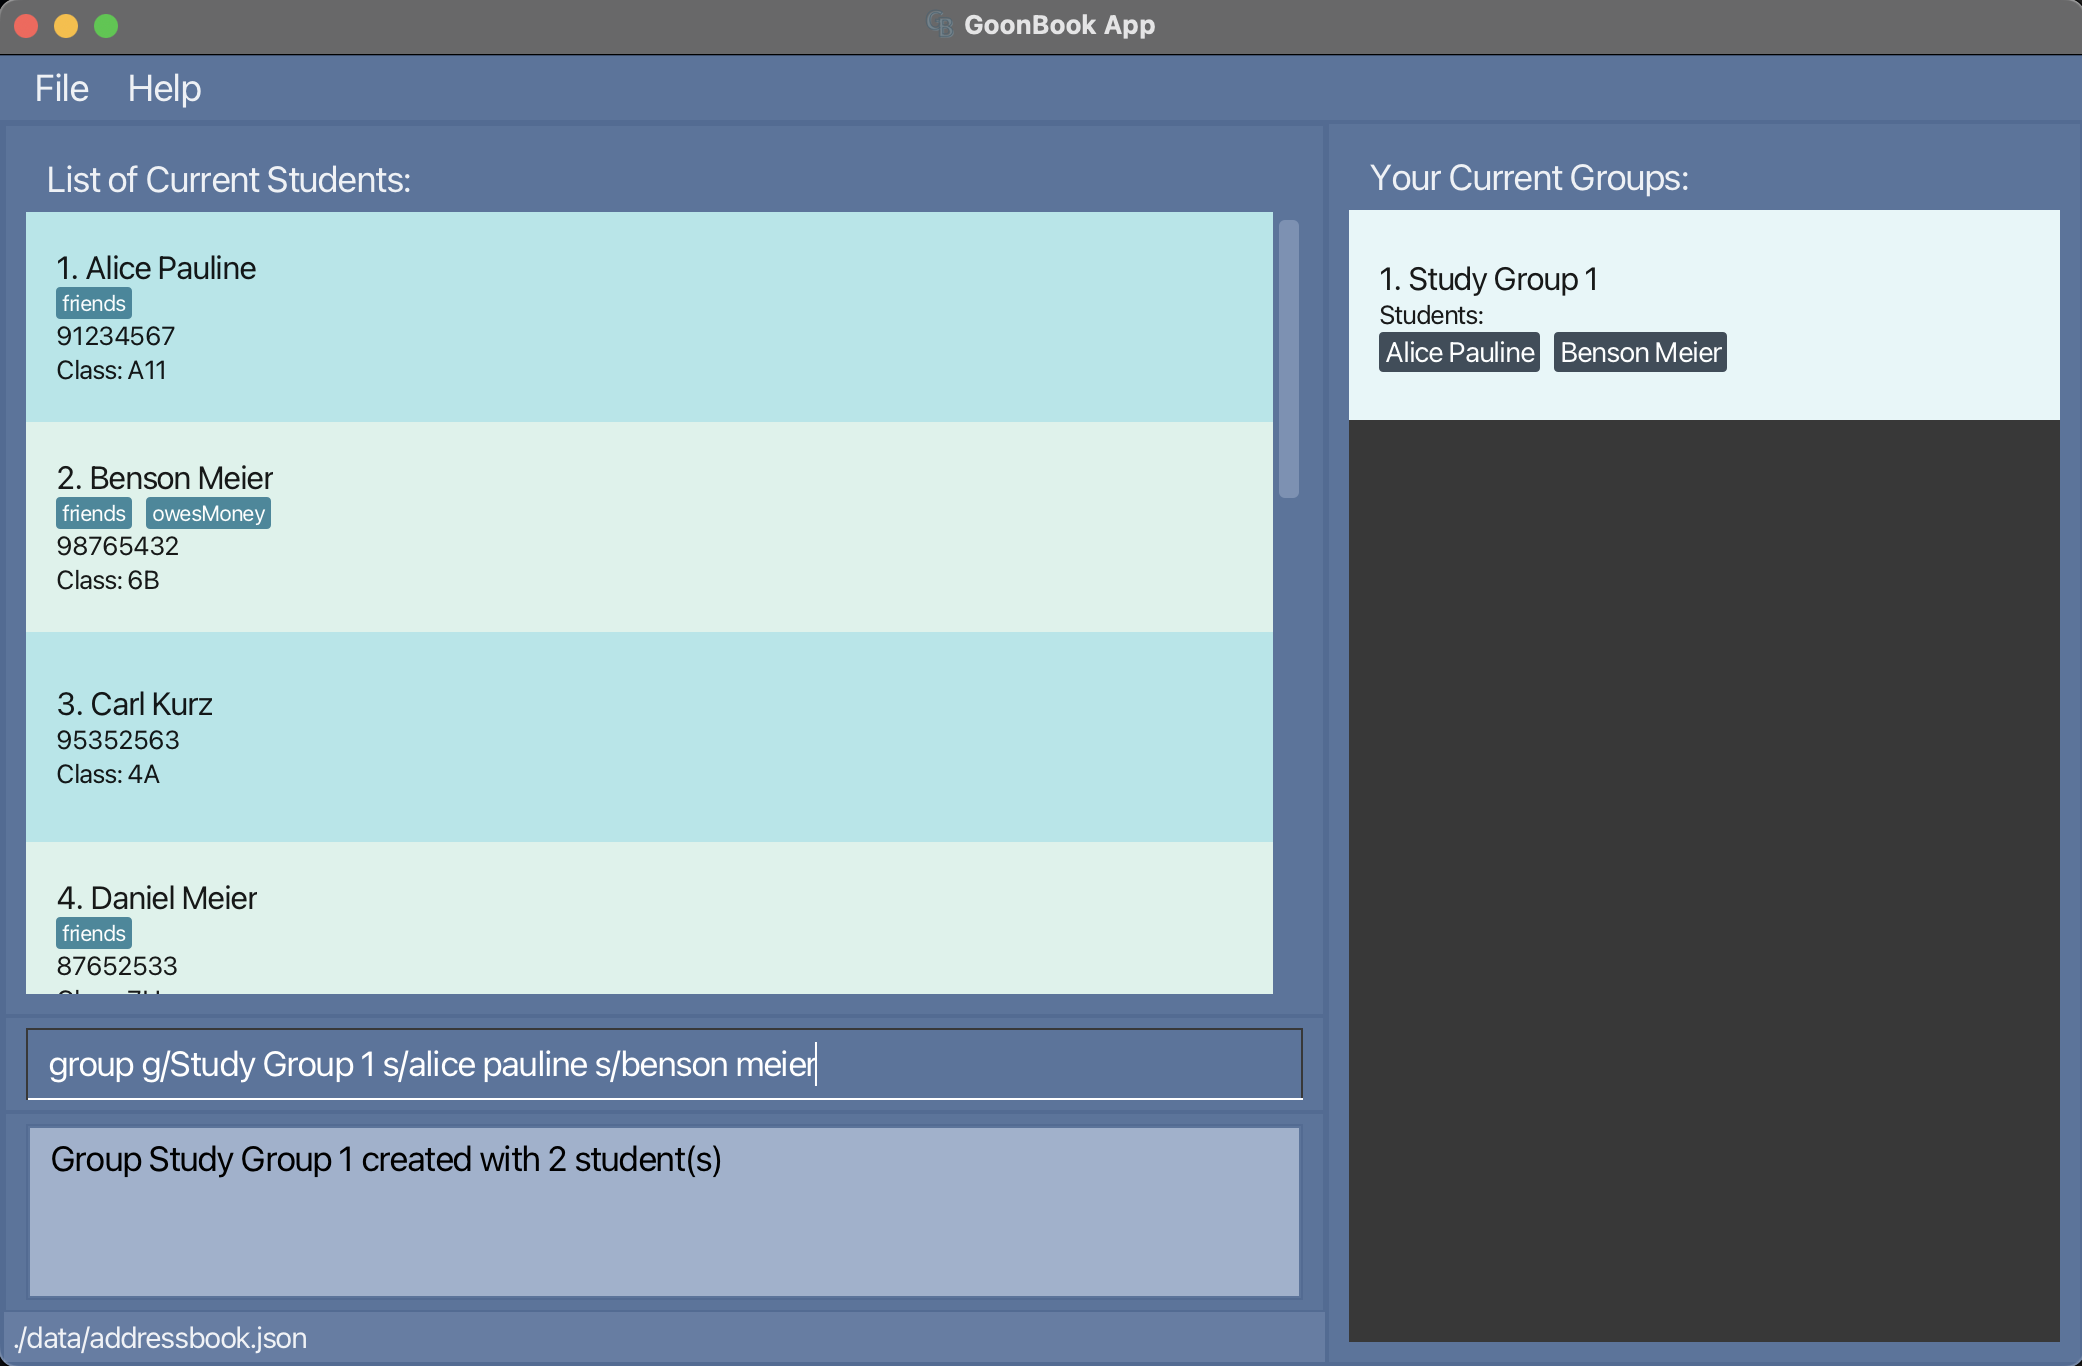 GoonBook App
File Help
List of Current Students:
1. Alice Pauline
friends
91234567
Class: A11
2. Benson Meier
friends owesMoney
98765432
Class: 6B
3. Carl Kurz
95352563
Class: 4A
4. Daniel Meier
friends
87652533
group g/Study Group 1 s/alice pauline s/benson meier
Group Study Group 1 created with 2 student(s)
./data/addressbook.json
Your Current Groups:
1. Study Group 1
Students:
Alice Pauline Benson Meier